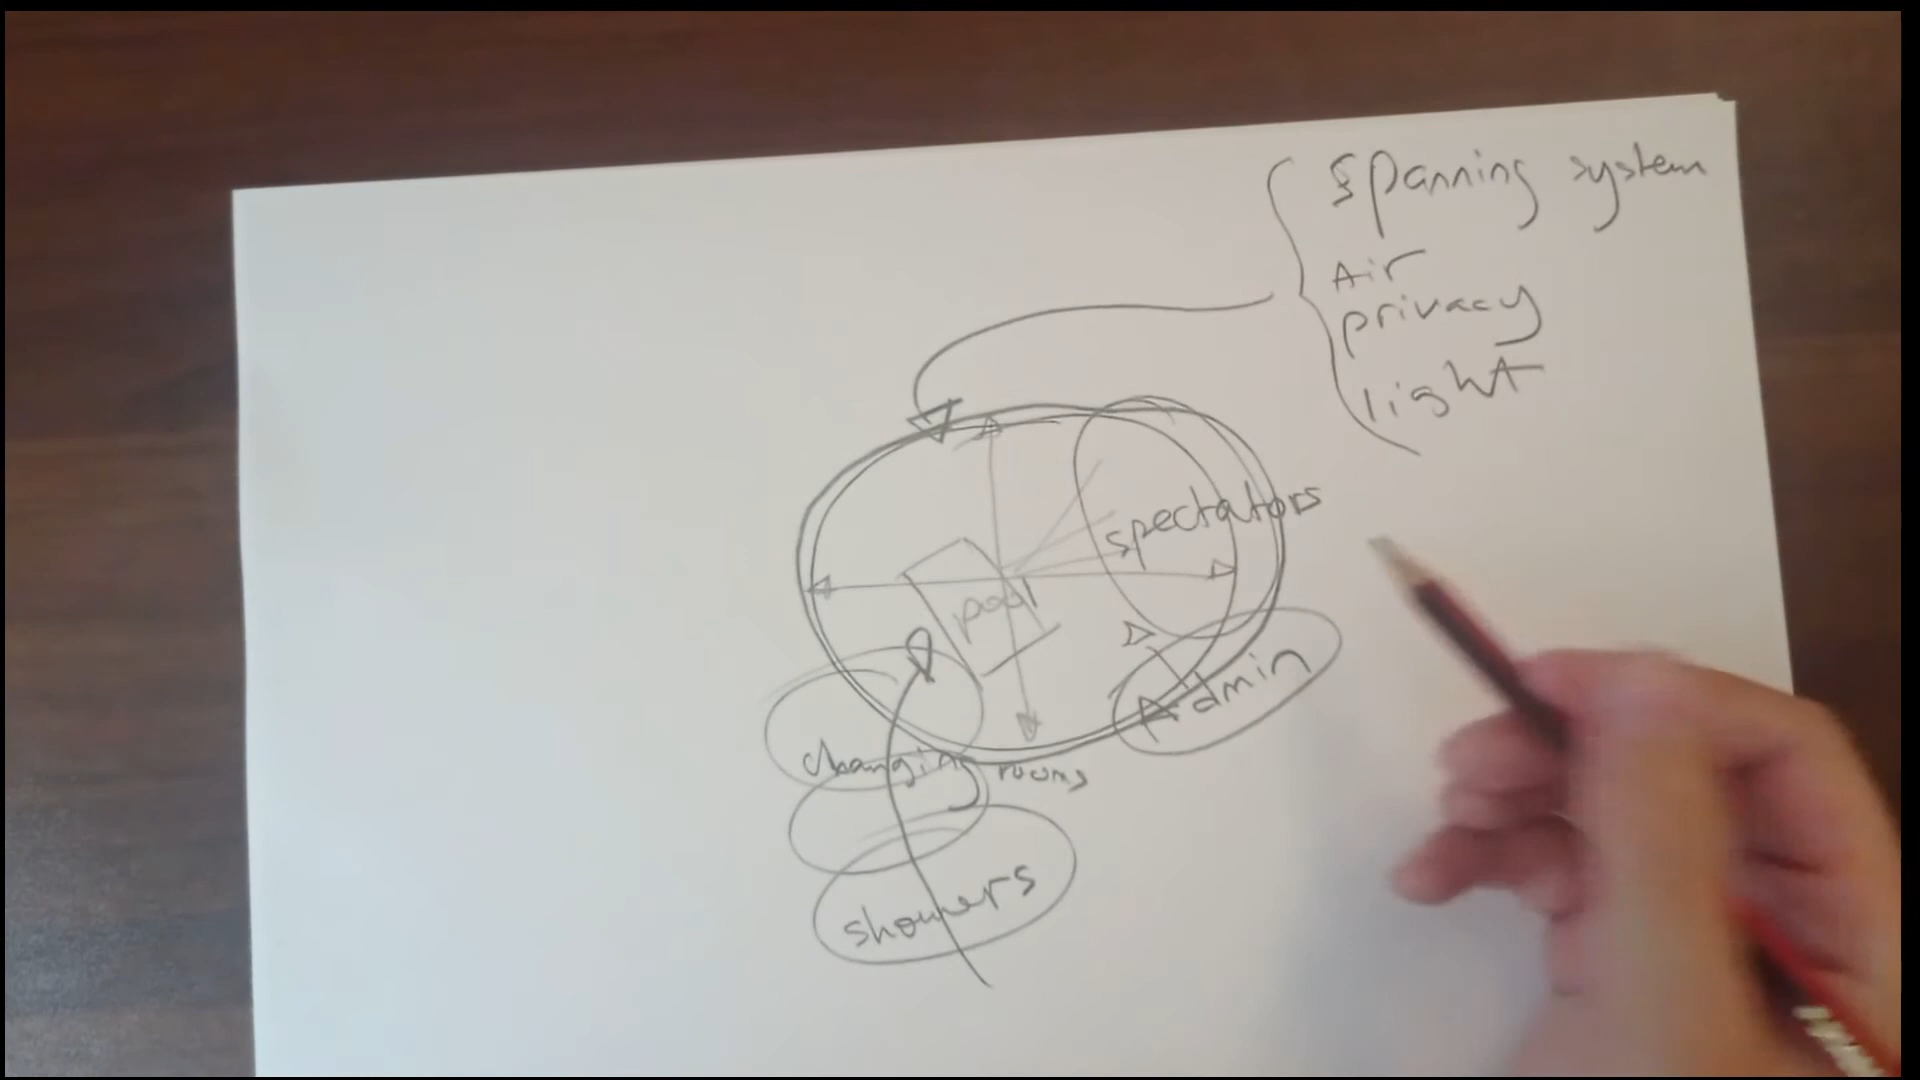 spanning system
Air
privacy
light
spectators
pool
Admin
changing rooms
showers